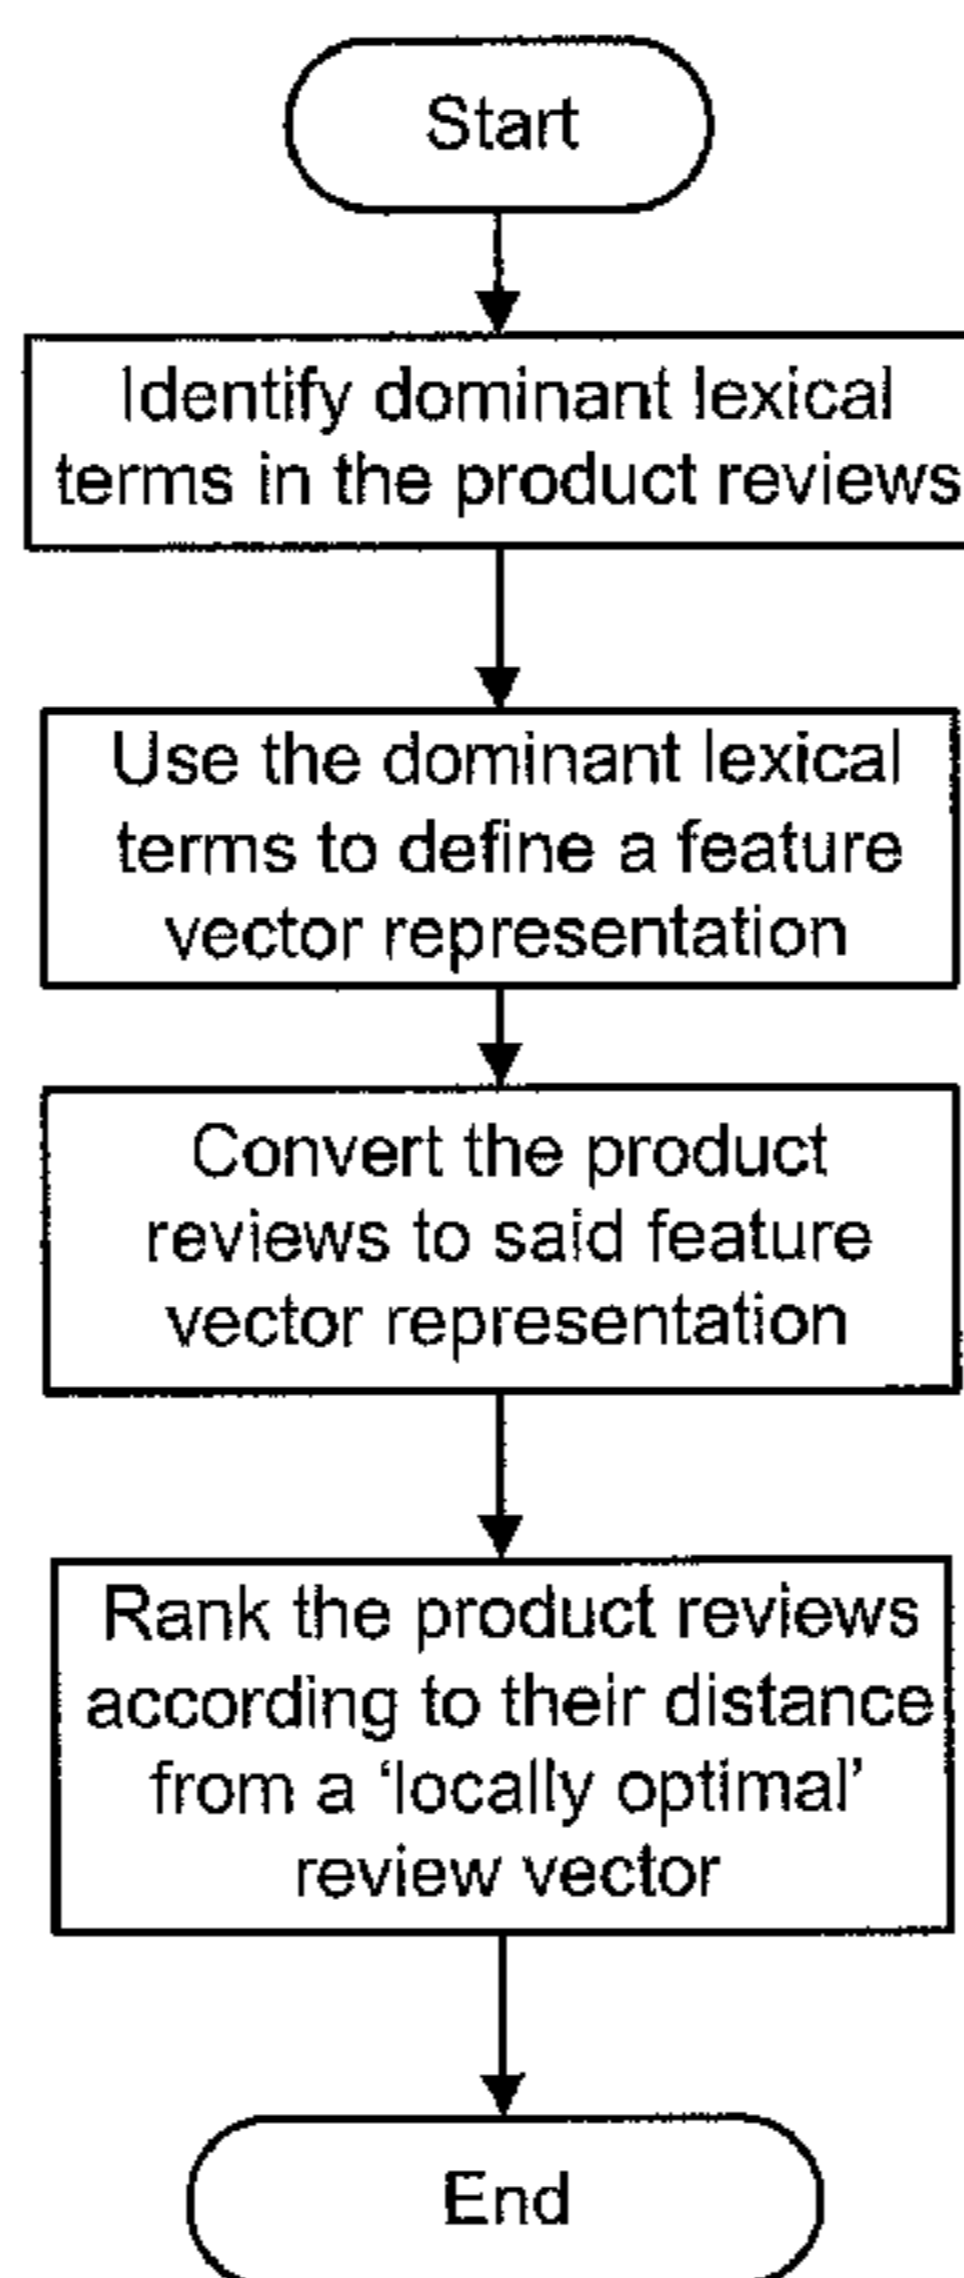 Start
Identify dominant lexical
terms in the product reviews
Use the dominant lexical
terms to define a feature
vector representation
Convert the product
reviews to said feature
vector representation
Rank the product reviews
according to their distance
from a ‘locally optimal’
review vector
End